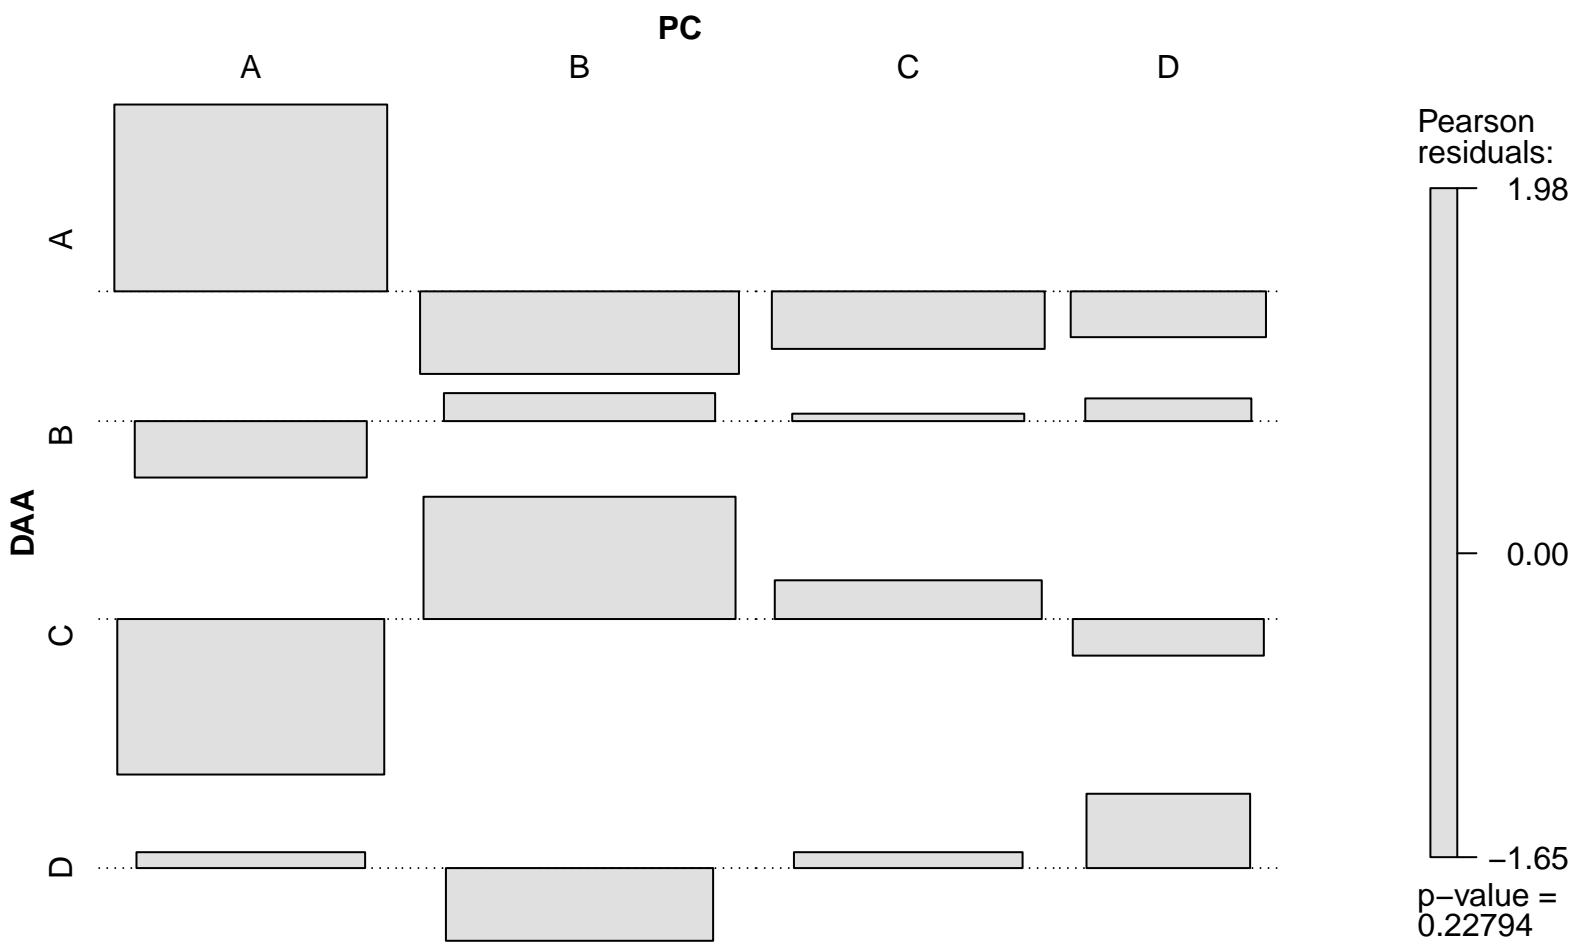 PC
A B C D
DAA
A
B
C
D
Pearson
residuals:
1.98
0.00
−1.65
p−value =
0.22794